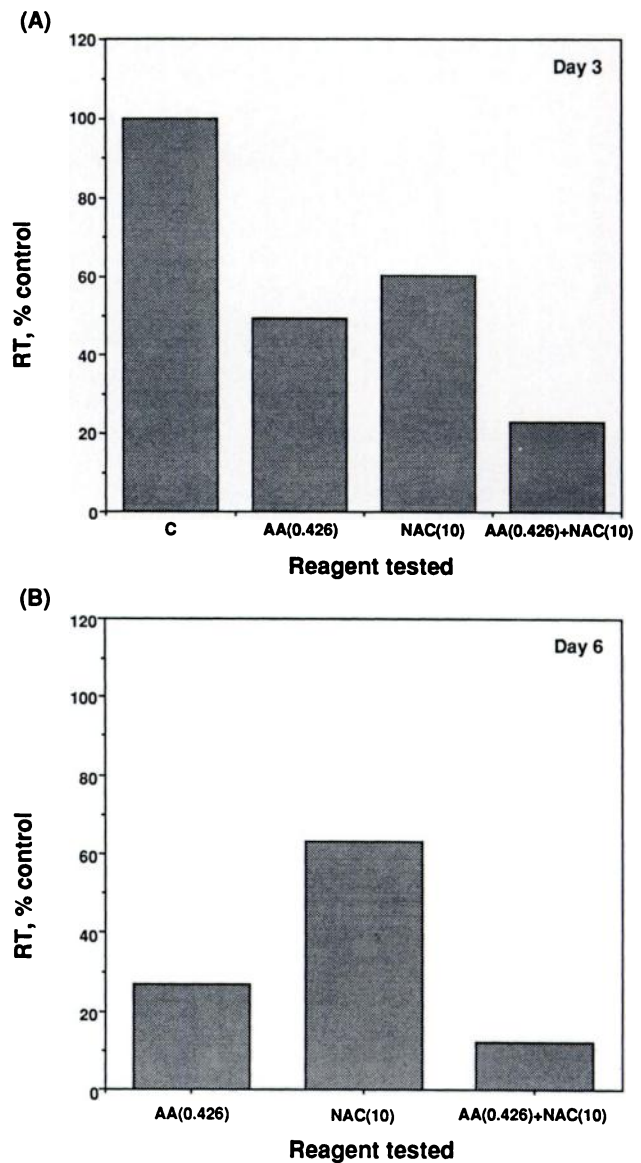 (A)
120
Day 3
100
80
60
40
20
0
RT, % control
C AA(0.426) NAC(10) AA(0.426)+NAC(10)
Reagent tested
(B)
120
Day 6
100
80
60
40
20
0
RT, % control
AA(0.426) NAC(10) AA(0.426)+NAC(10)
Reagent tested